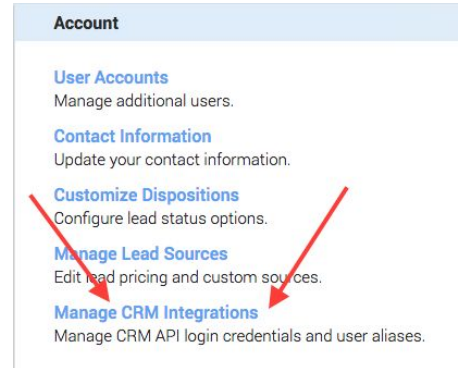 Account
User Accounts
Manage additional users.
Contact Information
Update your contact information.
Customize Dispositions
Configure lead status options.
Manage Lead Sources
Edit lead pricing and custom sources.
Manage CRM Integrations
Manage CRM API login credentials and user aliases.